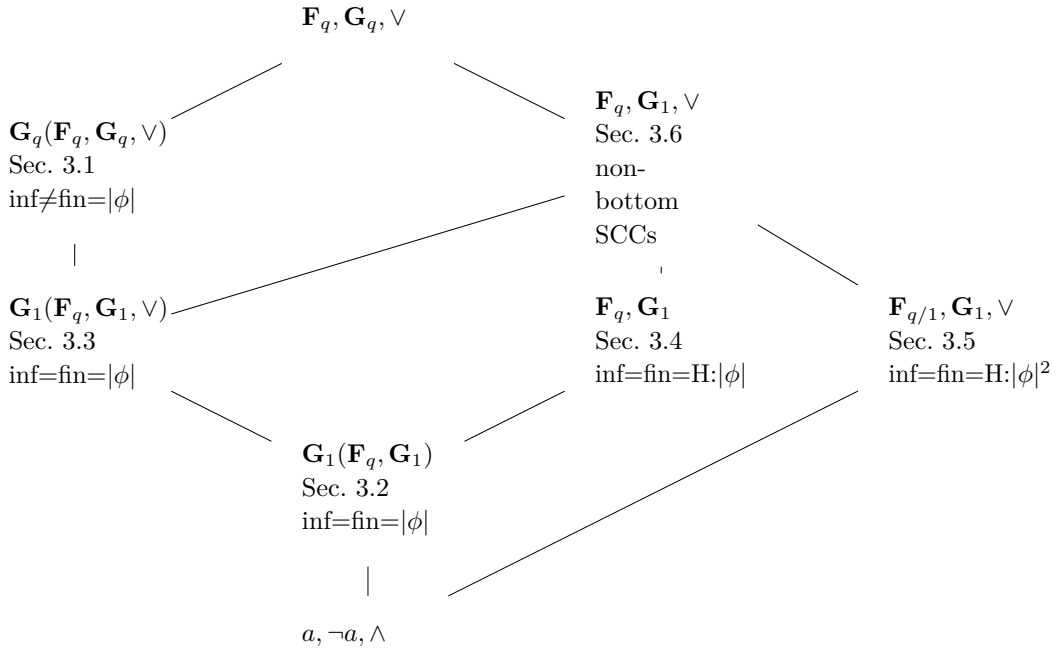 F_q, G_q, ∨
G_q(F_q, G_q, ∨)
Sec. 3.1
inf≠fin=|ϕ|
F_q, G_1, ∨
Sec. 3.6
non-
bottom
SCCs
G_1(F_q, G_1, ∨)
Sec. 3.3
inf=fin=|ϕ|
F_q, G_1
Sec. 3.4
inf=fin=H:|ϕ|
F_{q/1}, G_1, ∨
Sec. 3.5
inf=fin=H:|ϕ|²
G_1(F_q, G_1)
Sec. 3.2
inf=fin=|ϕ|
a, ¬a, ∧